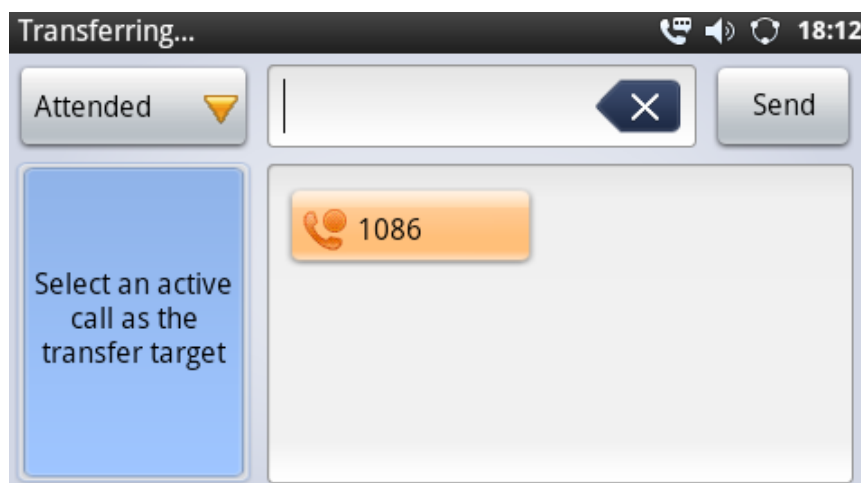 Transferring...
18:12
Attended
Send
1086
Select an active
call as the
transfer target